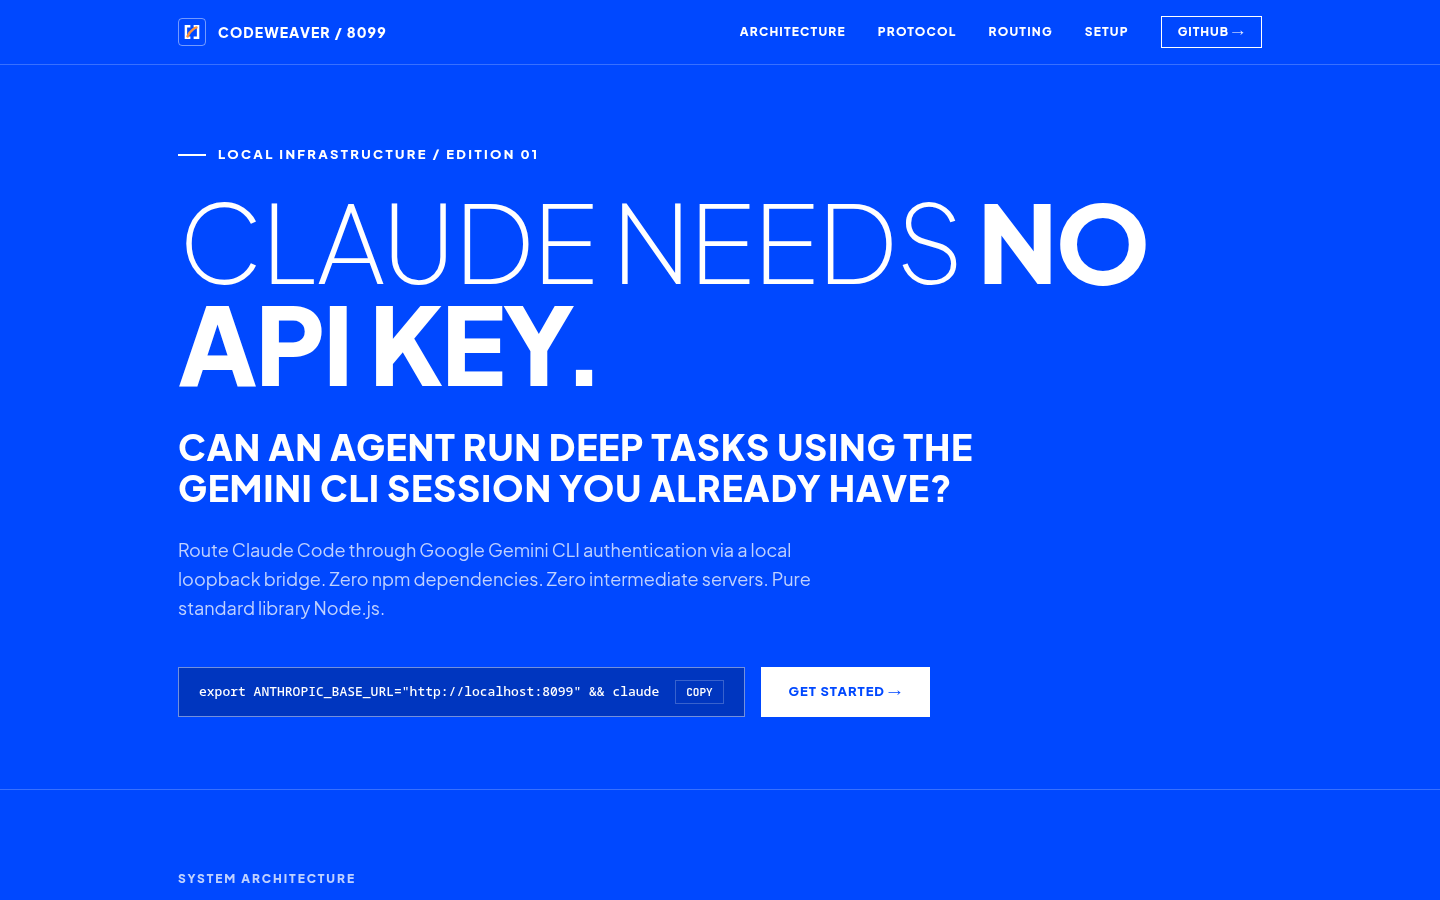 CODEWEAVER / 8099
ARCHITECTURE
PROTOCOL
ROUTING
SETUP
GITHUB →
LOCAL INFRASTRUCTURE / EDITION 01
CLAUDE NEEDS NO
API KEY.
CAN AN AGENT RUN DEEP TASKS USING THE
GEMINI CLI SESSION YOU ALREADY HAVE?
Route Claude Code through Google Gemini CLI authentication via a local
loopback bridge. Zero npm dependencies. Zero intermediate servers. Pure
standard library Node.js.
export ANTHROPIC_BASE_URL="http://localhost:8099" && claude
COPY
GET STARTED →
SYSTEM ARCHITECTURE